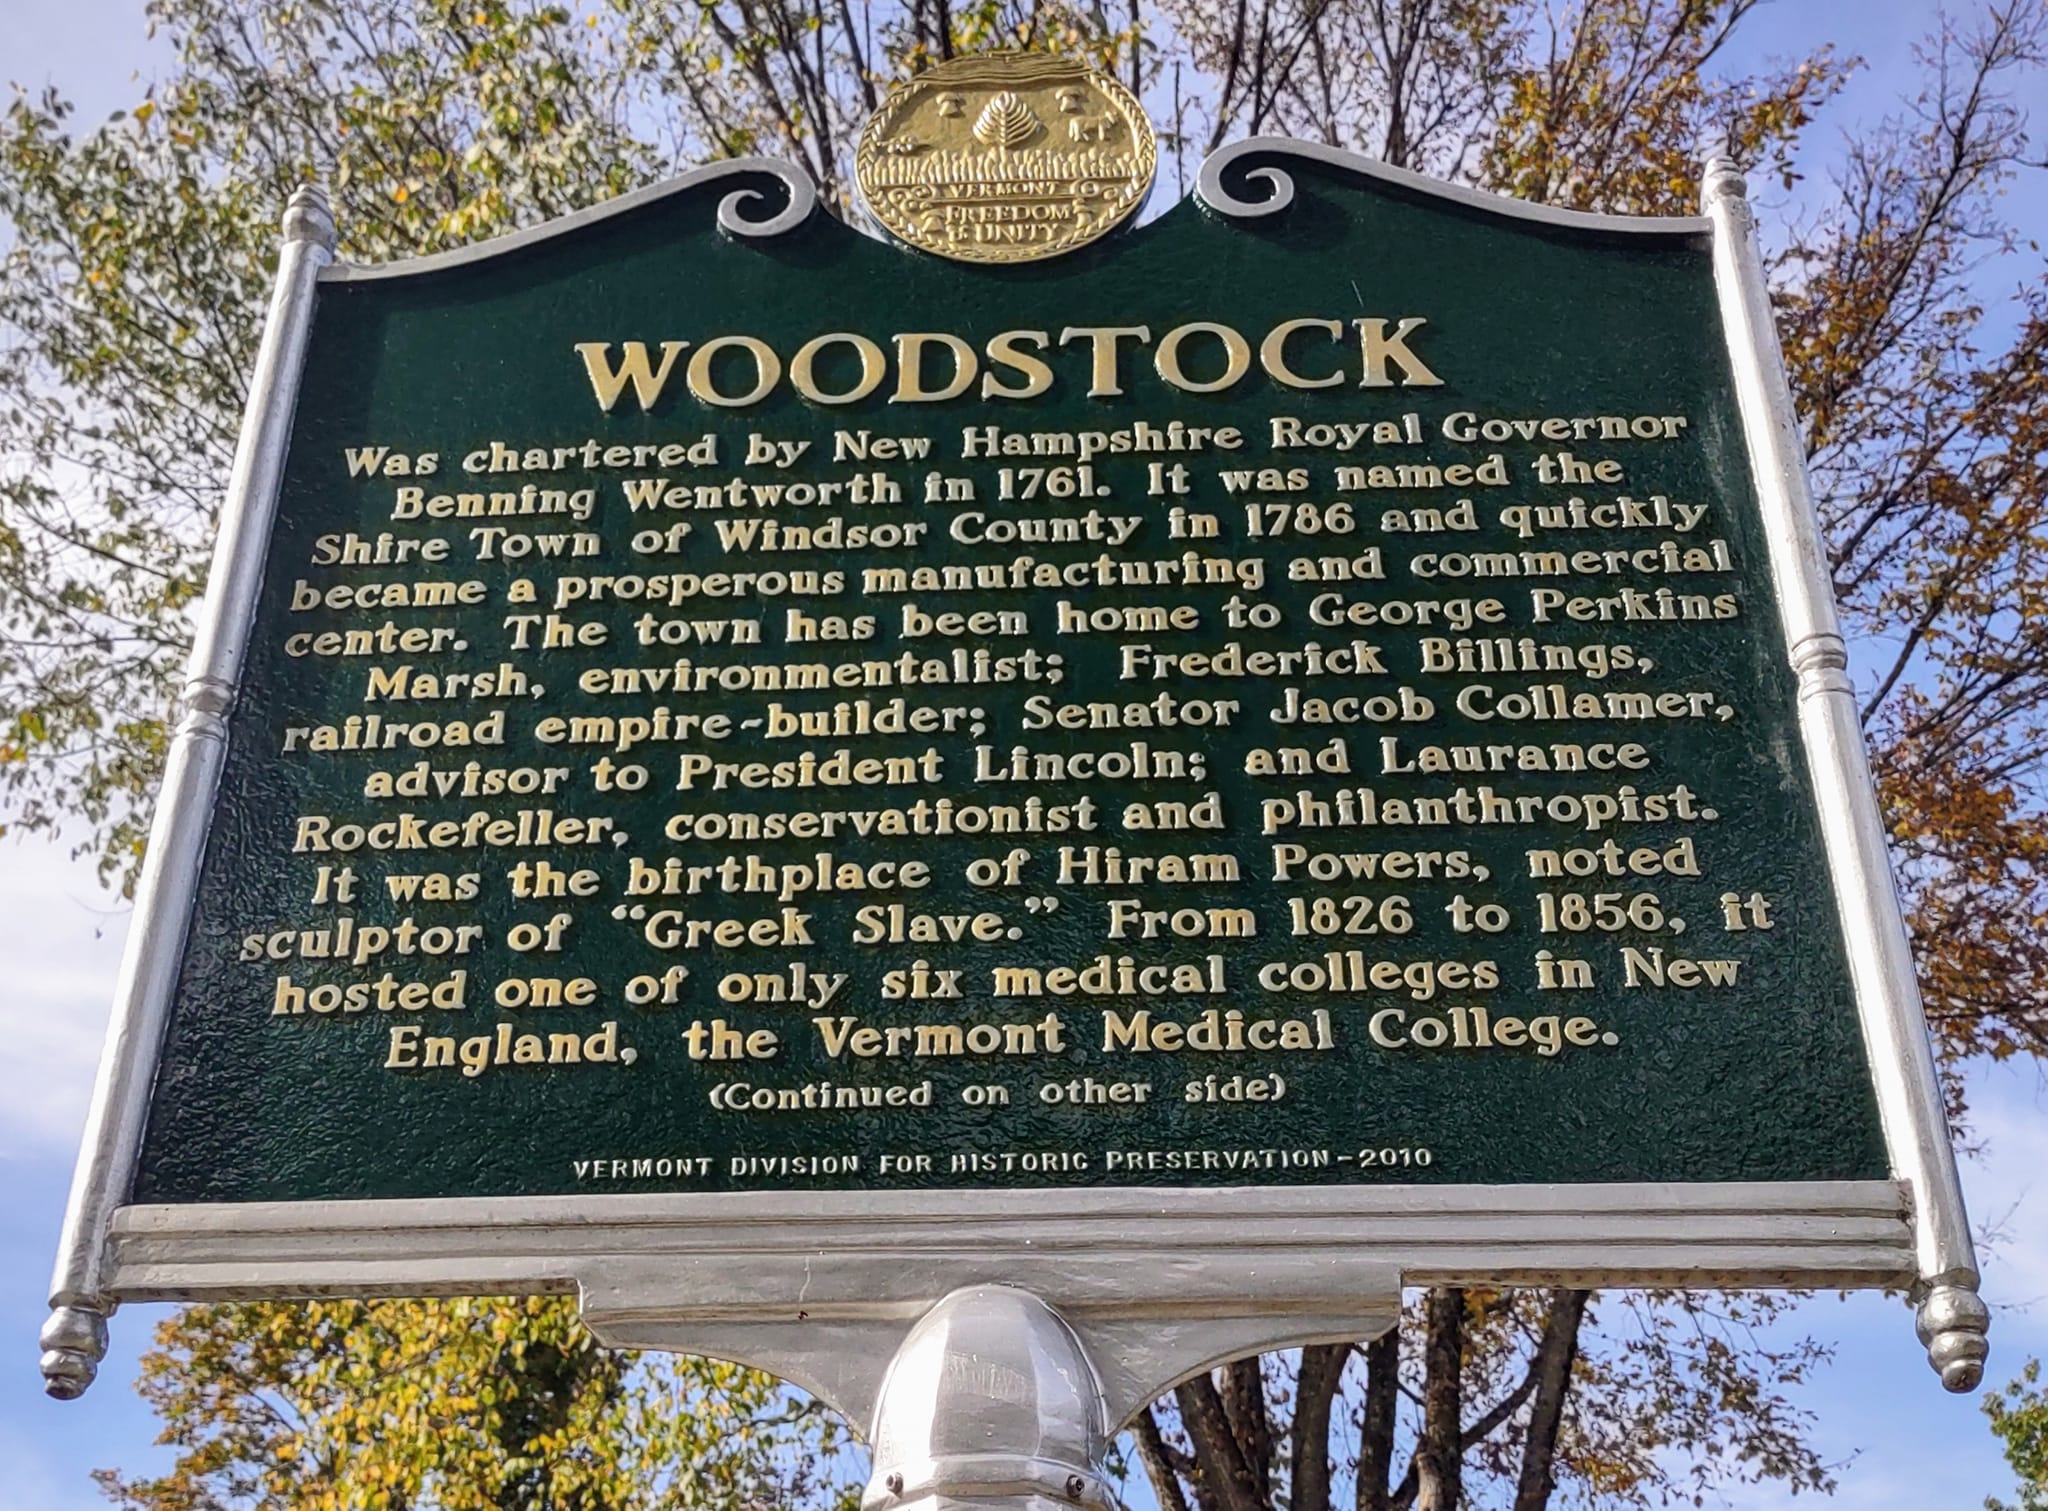 VERMONT
FREEDOM
& UNITY
WOODSTOCK
Was chartered by New Hampshire Royal Governor
Benning Wentworth in 1761. It was named the
Shire Town of Windsor County in 1786 and quickly
became a prosperous manufacturing and commercial
center. The town has been home to George Perkins
Marsh, environmentalist; Frederick Billings,
railroad empire-builder; Senator Jacob Collamer,
advisor to President Lincoln; and Laurance
Rockefeller, conservationist and philanthropist.
It was the birthplace of Hiram Powers, noted
sculptor of “Greek Slave.” From 1826 to 1856, it
hosted one of only six medical colleges in New
England, the Vermont Medical College.
(Continued on other side)
VERMONT DIVISION FOR HISTORIC PRESERVATION-2010